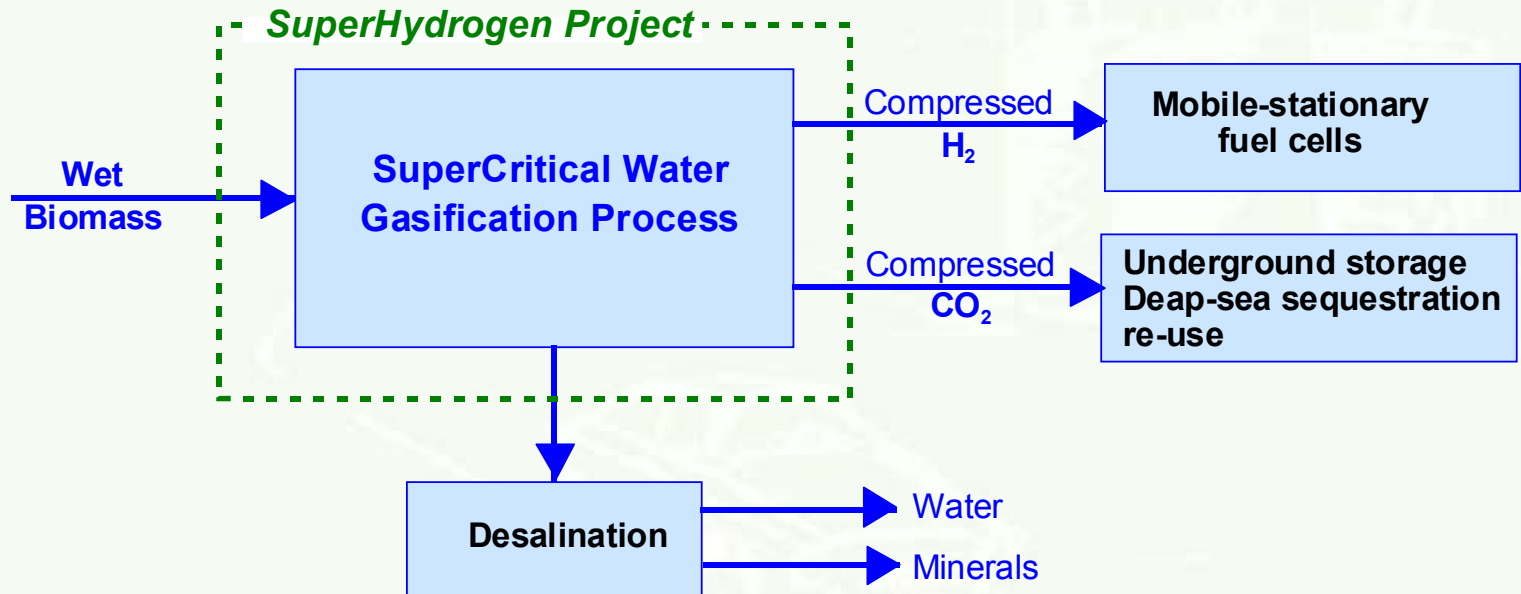 SuperHydrogen Project
Wet
Biomass
SuperCritical Water
Gasification Process
Compressed
H₂
Mobile-stationary
fuel cells
Compressed
CO₂
Underground storage
Deap-sea sequestration
re-use
Desalination
Water
Minerals